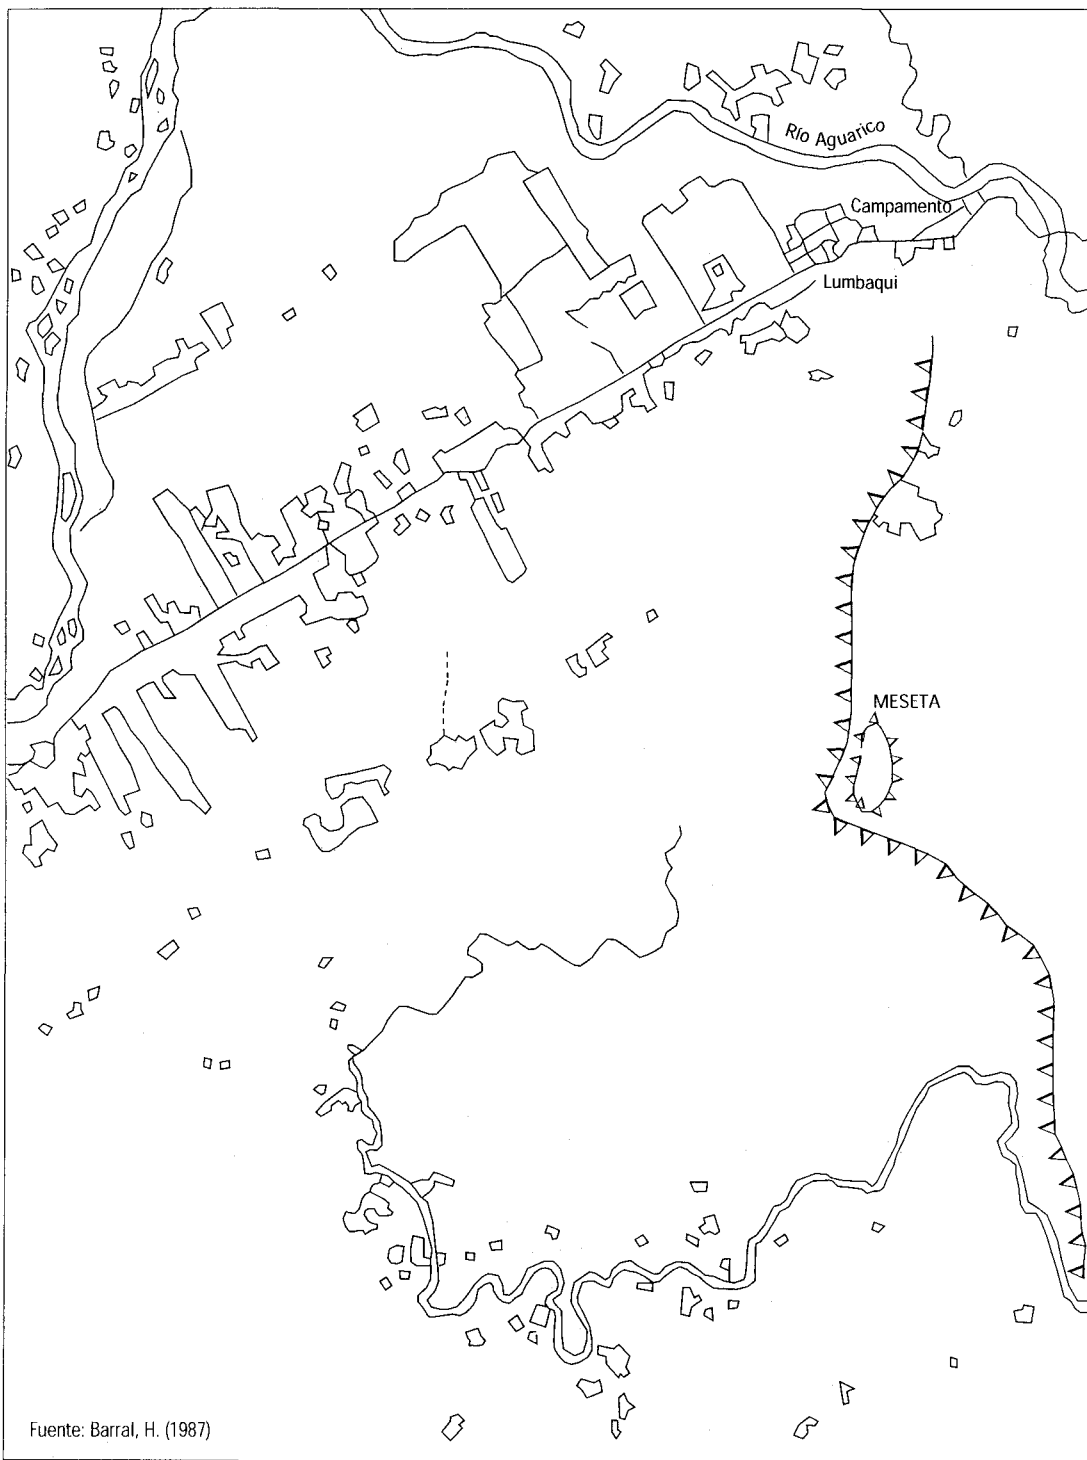 Río Aguarico
Campamento
Lumbaqui
MESETA
Fuente: Barral, H. (1987)